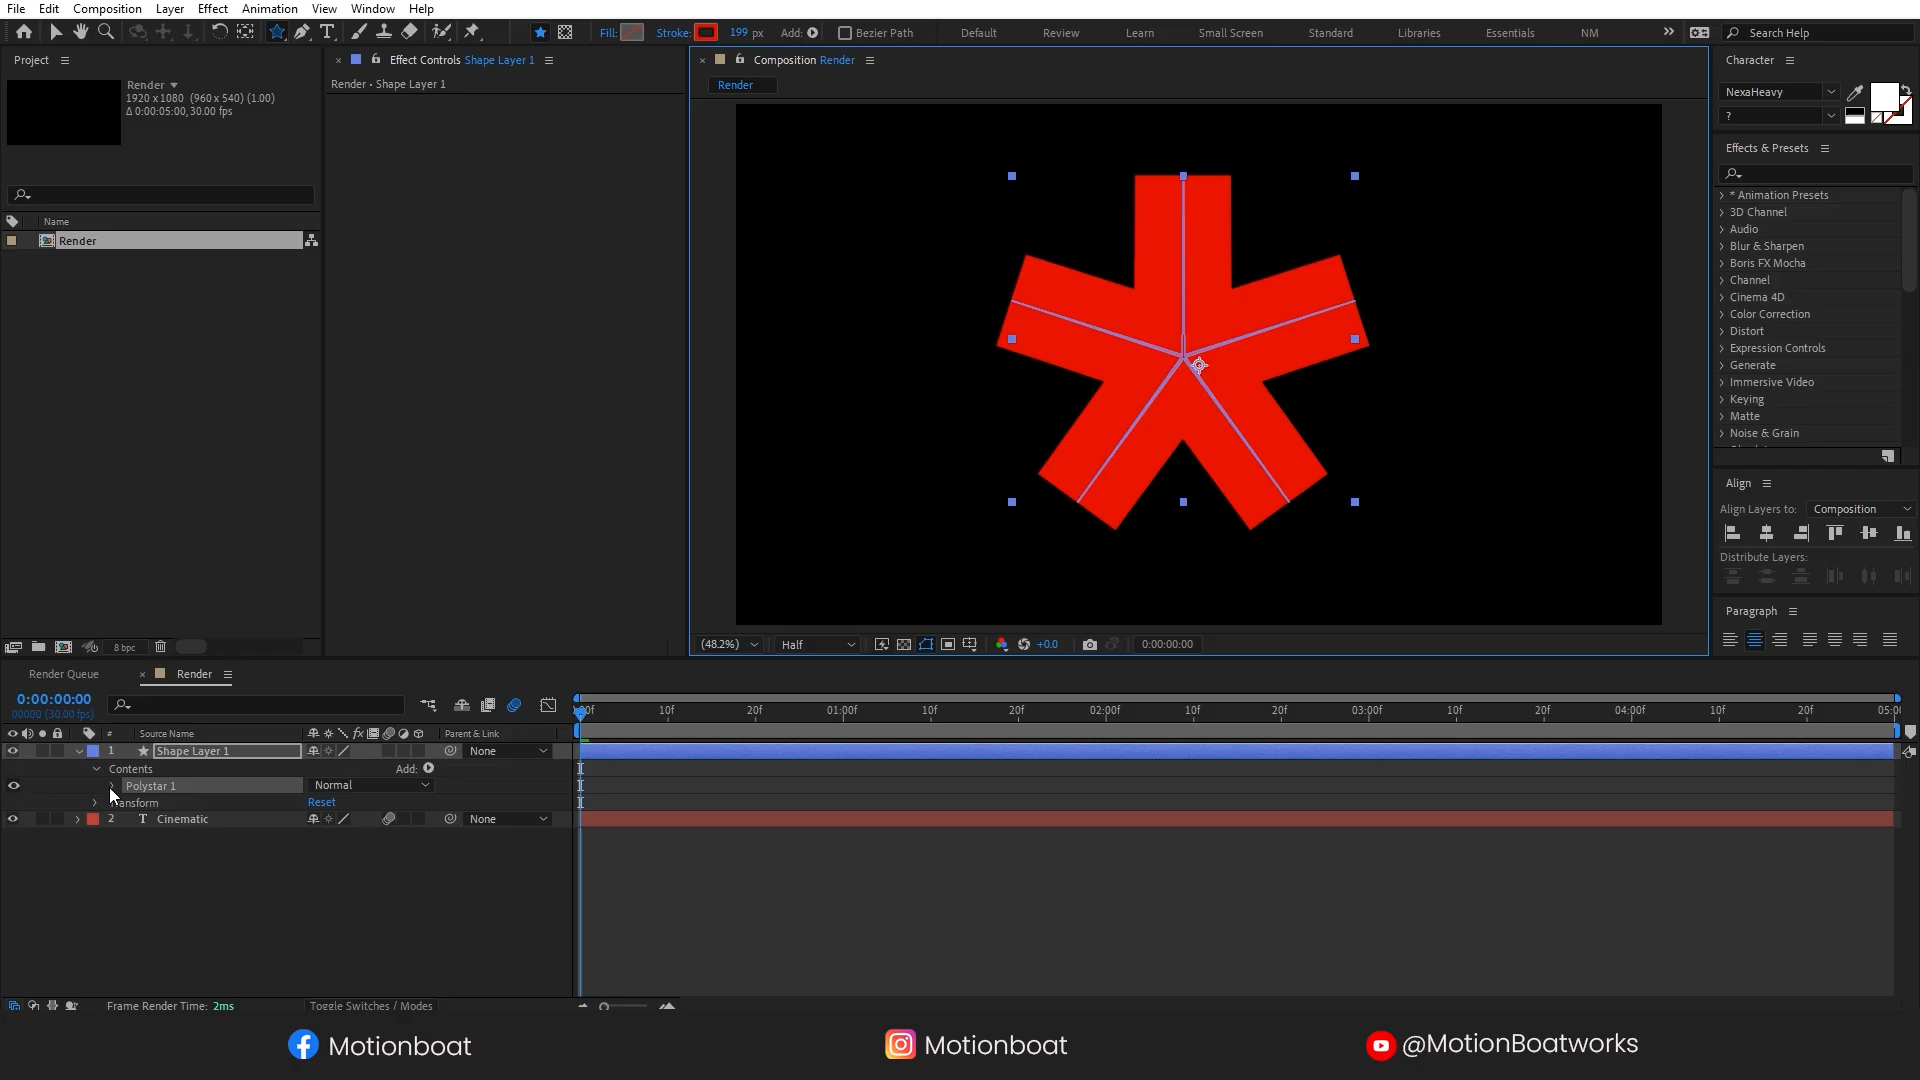 File Edit Composition Layer Effect Animation View Window Help
Fill: Stroke: 199 px Add: Bezier Path Default Review Learn Small Screen Standard Libraries Essentials NM Search Help
Project
Render
1920 x 1080 (960 x 540) (1.00)
Δ 0:00:05:00, 30.00 fps
Name
Render
8 bpc
Effect Controls Shape Layer 1
Render • Shape Layer 1
Composition Render
Render
(48.2%) Half +0.0 0:00:00:00
Character
NexaHeavy
?
Effects & Presets
* Animation Presets
3D Channel
Audio
Blur & Sharpen
Boris FX Mocha
Channel
Cinema 4D
Color Correction
Distort
Expression Controls
Generate
Immersive Video
Keying
Matte
Noise & Grain
Align
Align Layers to: Composition
Distribute Layers:
Paragraph
Render Queue Render
0:00:00:00
00000 (30.00 fps)
10f 20f 01:00f 10f 20f 02:00f 10f 20f 03:00f 10f 20f 04:00f 10f 20f
# Source Name Parent & Link
1 Shape Layer 1 None
Contents Add:
Polystar 1 Normal
Transform Reset
2 T Cinematic None
Frame Render Time: 2ms Toggle Switches / Modes
Motionboat Motionboat @MotionBoatworks